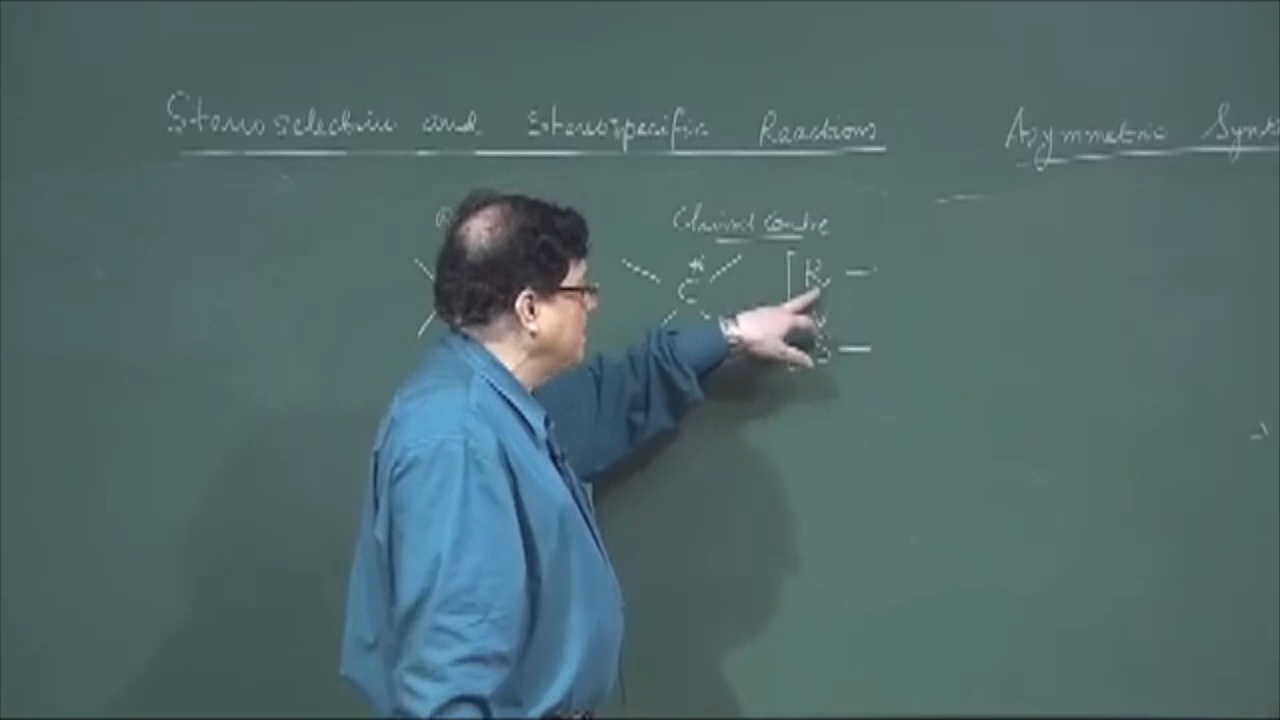 Stereoselective and Stereospecific Reactions
Asymmetric Synt
Chiral centre
*
C
R
S